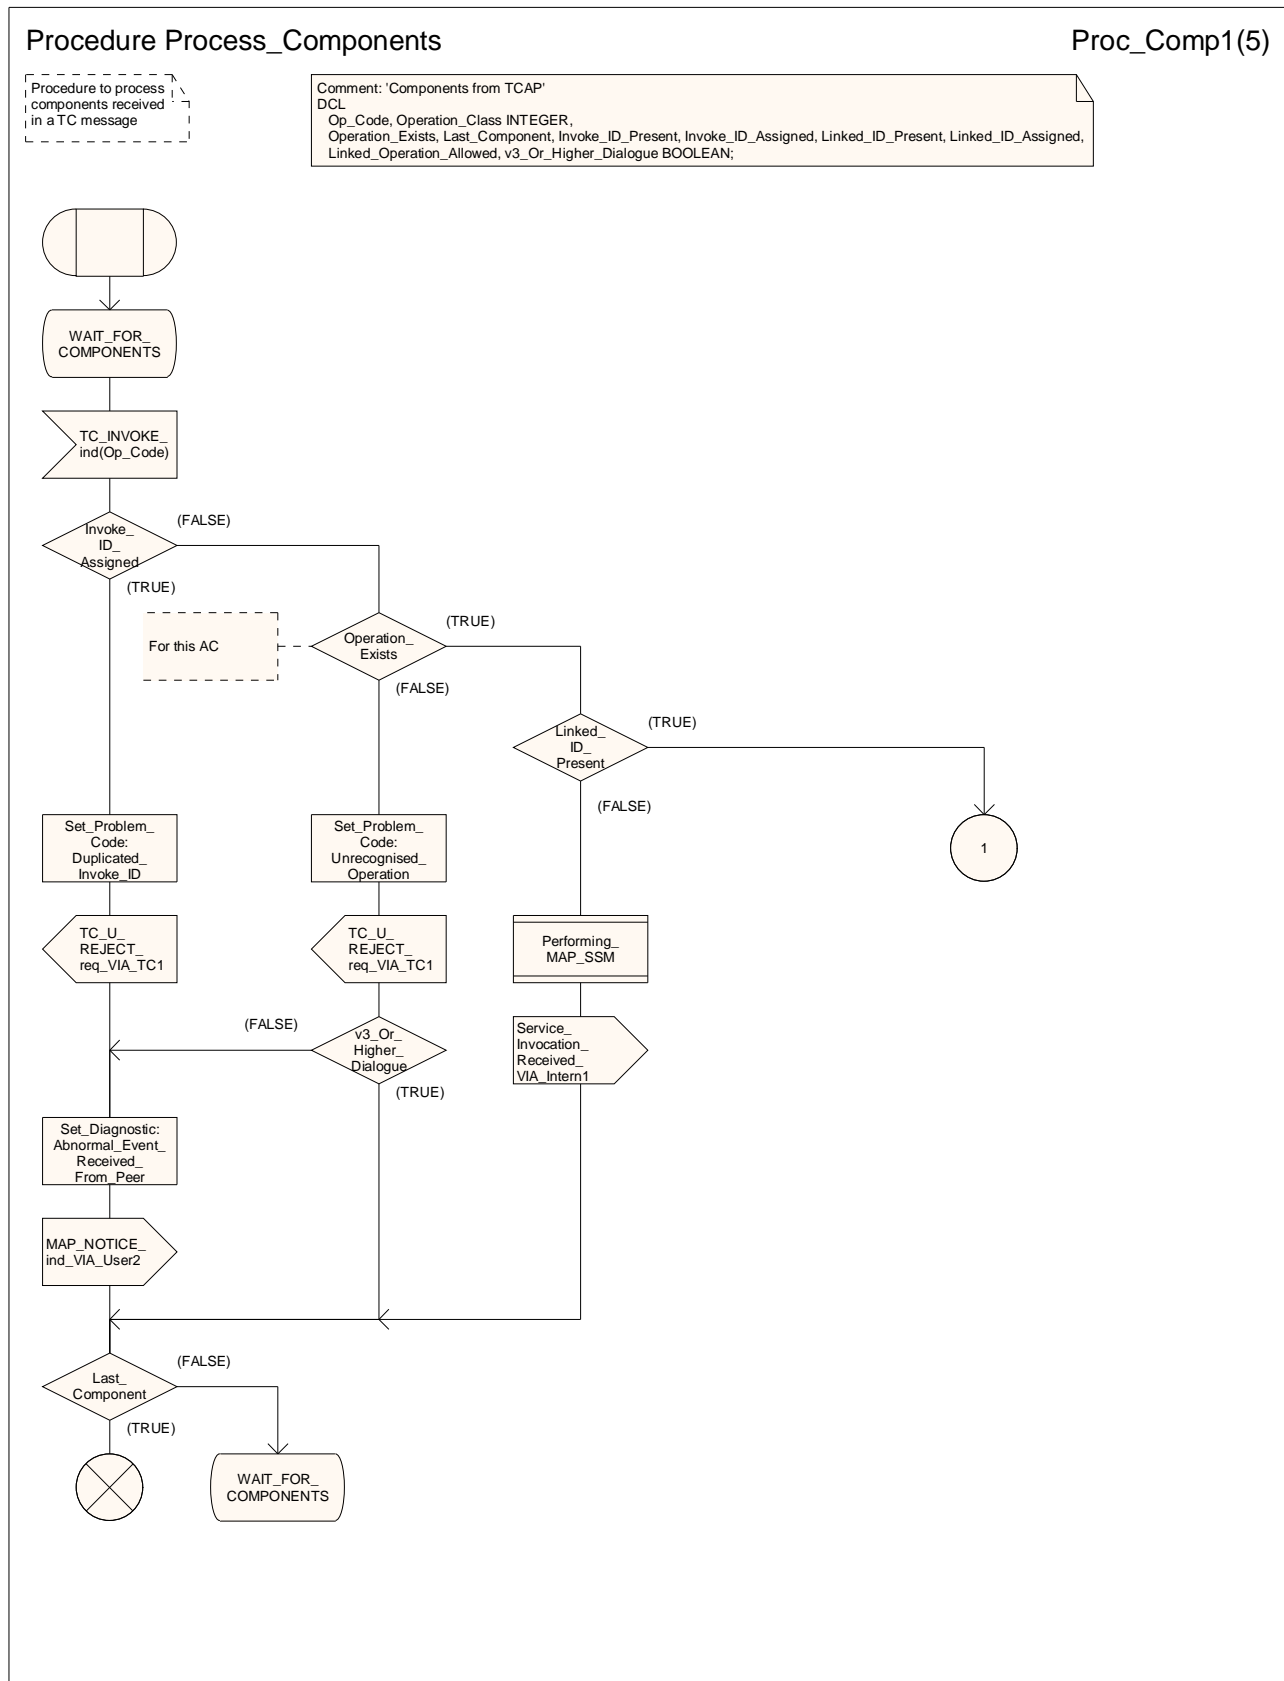 Procedure Process_Components
Proc_Comp1(5)
Procedure to process
components received
in a TC message
Comment: 'Components from TCAP'
DCL
Op_Code, Operation_Class INTEGER,
Operation_Exists, Last_Component, Invoke_ID_Present, Invoke_ID_Assigned, Linked_ID_Present, Linked_ID_Assigned,
Linked_Operation_Allowed, v3_Or_Higher_Dialogue BOOLEAN;
WAIT_FOR_
COMPONENTS
TC_INVOKE_
ind(Op_Code)
Invoke_
ID_
Assigned
(FALSE)
(TRUE)
For this AC
Operation_
Exists
(TRUE)
(FALSE)
Linked_
ID_
Present
(TRUE)
(FALSE)
1
Set_Problem_
Code:
Duplicated_
Invoke_ID
Set_Problem_
Code:
Unrecognised_
Operation
TC_U_
REJECT_
req_VIA_TC1
TC_U_
REJECT_
req_VIA_TC1
Performing_
MAP_SSM
(FALSE)
v3_Or_
Higher_
Dialogue
(TRUE)
Service_
Invocation_
Received_
VIA_Intern1
Set_Diagnostic:
Abnormal_Event_
Received_
From_Peer
MAP_NOTICE_
ind_VIA_User2
Last_
Component
(FALSE)
(TRUE)
WAIT_FOR_
COMPONENTS